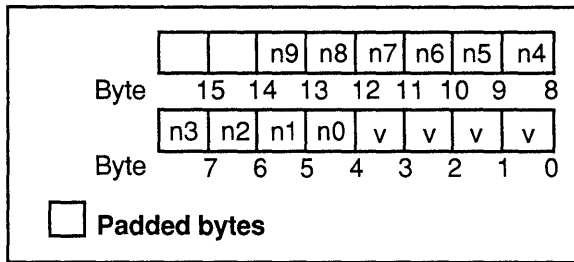 n9 n8 n7 n6 n5 n4
Byte 15 14 13 12 11 10 9 8
n3 n2 n1 n0 v v v v
Byte 7 6 5 4 3 2 1 0
Padded bytes